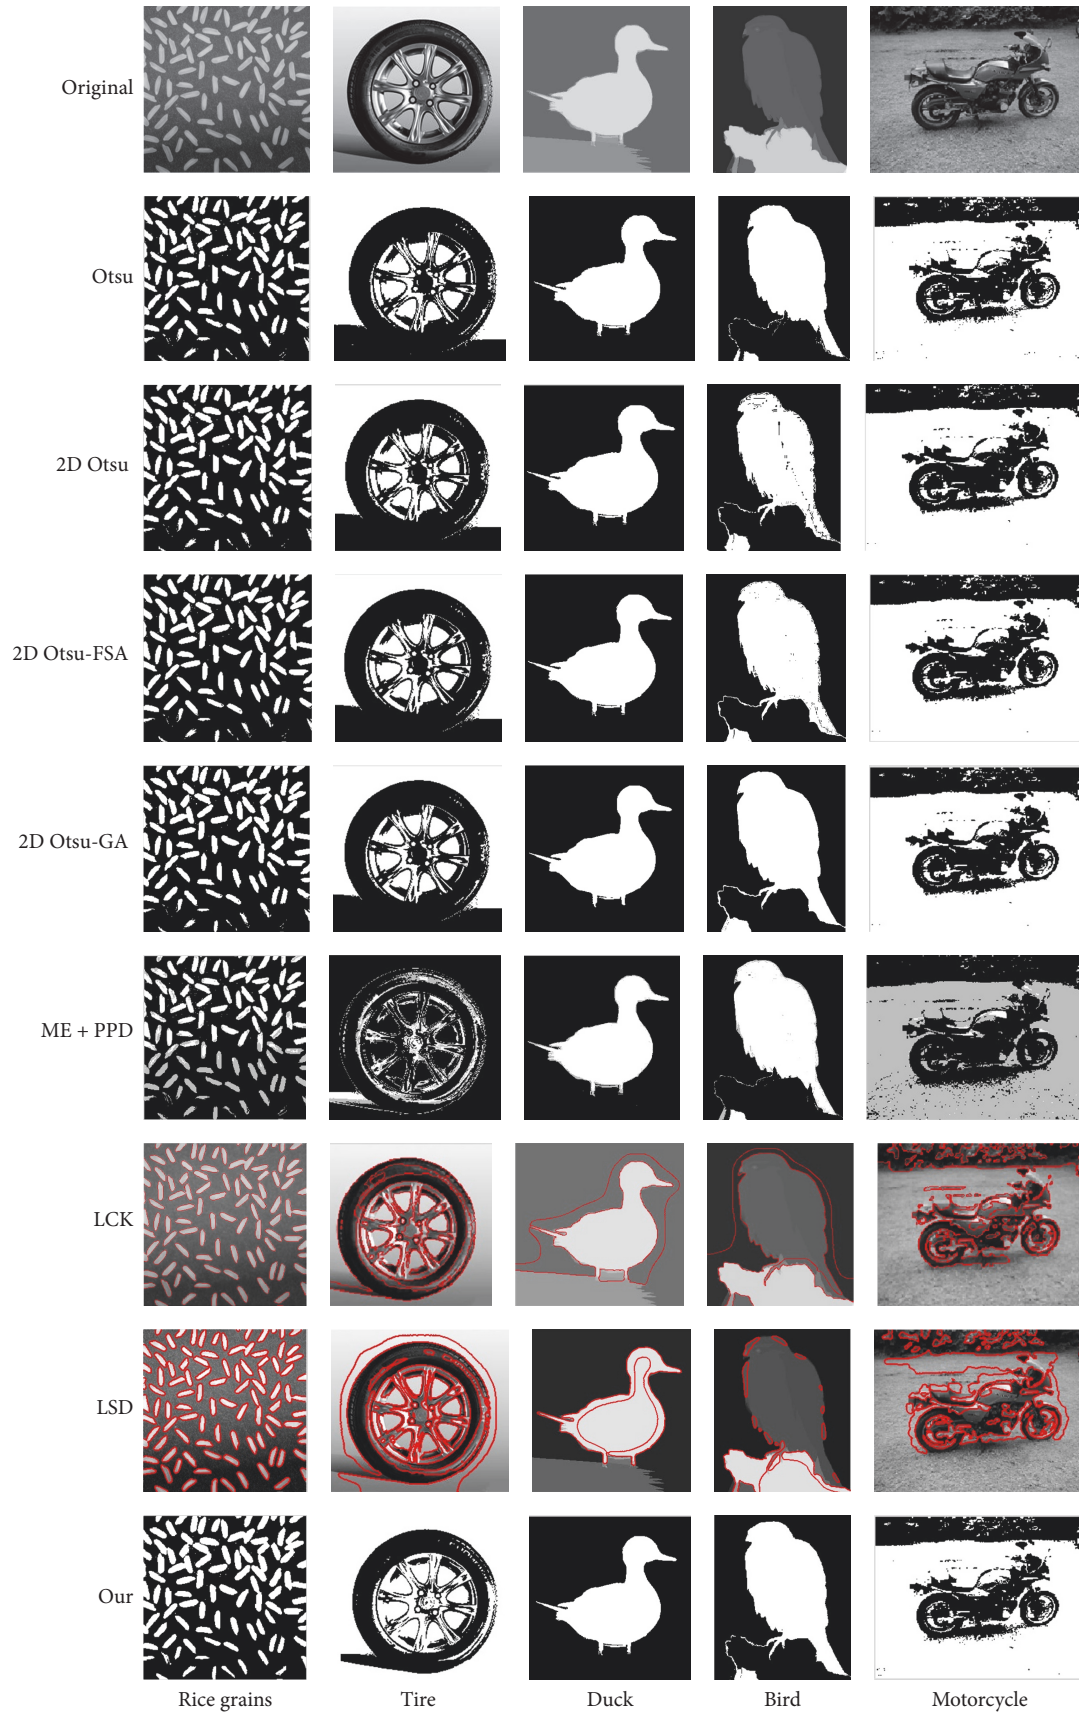 Original
Otsu
2D Otsu
2D Otsu-FSA
2D Otsu-GA
ME + PPD
LCK
LSD
Our
Rice grains Tire Duck Bird Motorcycle